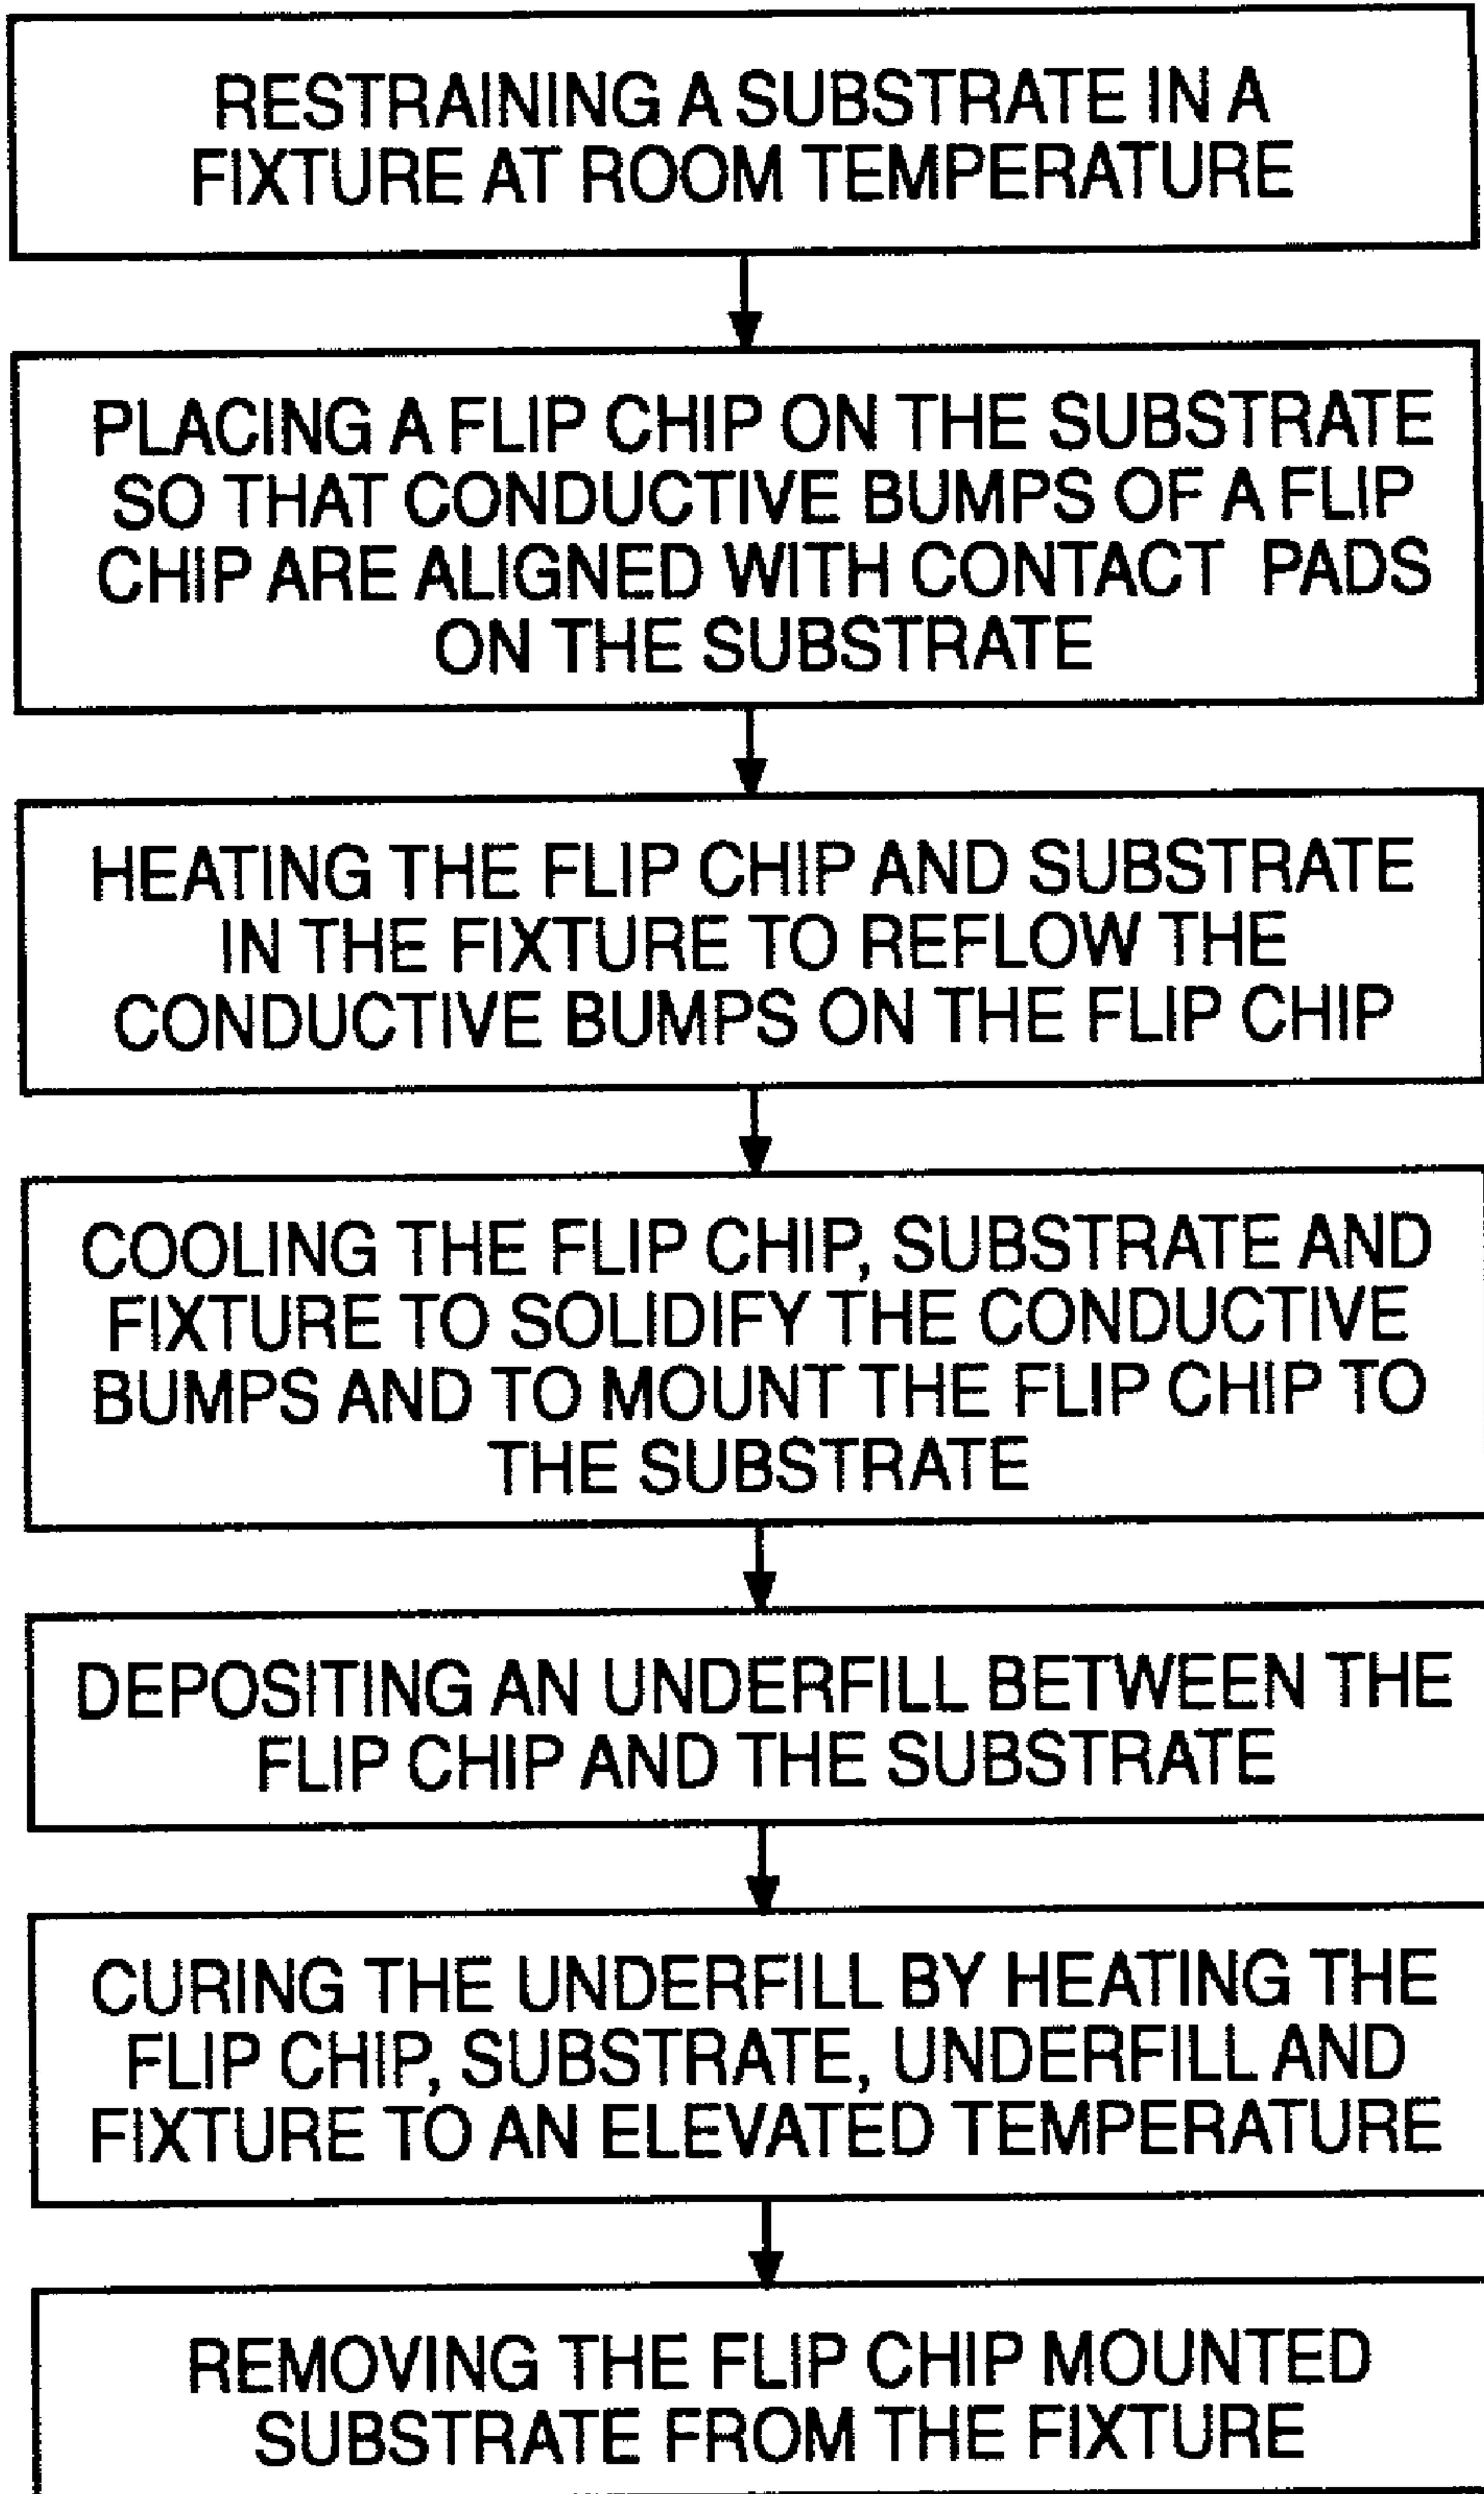 RESTRAINING A SUBSTRATE IN A
FIXTURE AT ROOM TEMPERATURE
PLACING A FLIP CHIP ON THE SUBSTRATE
SO THAT CONDUCTIVE BUMPS OF A FLIP
CHIP ARE ALIGNED WITH CONTACT PADS
ON THE SUBSTRATE
HEATING THE FLIP CHIP AND SUBSTRATE
IN THE FIXTURE TO REFLOW THE
CONDUCTIVE BUMPS ON THE FLIP CHIP
COOLING THE FLIP CHIP, SUBSTRATE AND
FIXTURE TO SOLIDIFY THE CONDUCTIVE
BUMPS AND TO MOUNT THE FLIP CHIP TO
THE SUBSTRATE
DEPOSITING AN UNDERFILL BETWEEN THE
FLIP CHIP AND THE SUBSTRATE
CURING THE UNDERFILL BY HEATING THE
FLIP CHIP, SUBSTRATE, UNDERFILL AND
FIXTURE TO AN ELEVATED TEMPERATURE
REMOVING THE FLIP CHIP MOUNTED
SUBSTRATE FROM THE FIXTURE